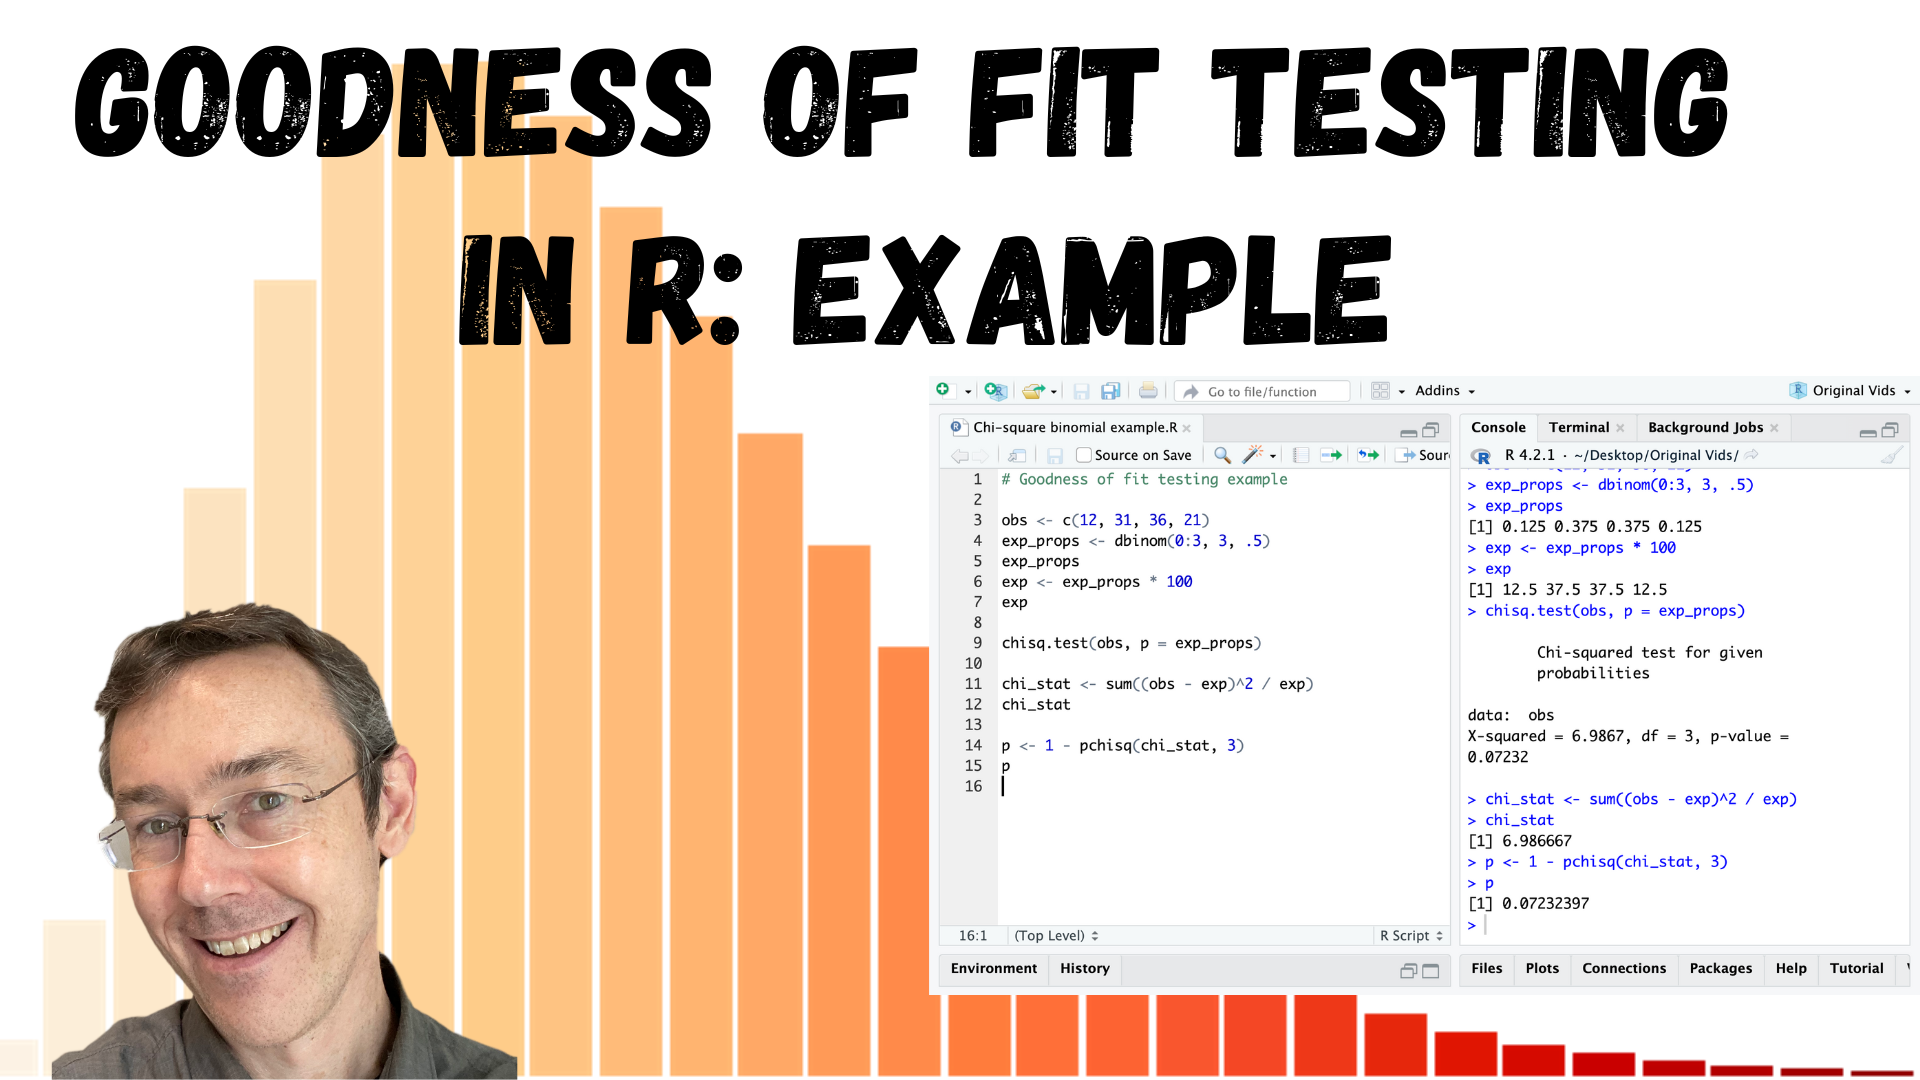 GOODNESS OF FIT TESTING
IN R: EXAMPLE
Go to file/function
Addins
Original Vids
Chi-square binomial example.R
Source on Save
Sour
1 # Goodness of fit testing example
2
3 obs <- c(12, 31, 36, 21)
4 exp_props <- dbinom(0:3, 3, .5)
5 exp_props
6 exp <- exp_props * 100
7 exp
8
9 chisq.test(obs, p = exp_props)
10
11 chi_stat <- sum((obs - exp)^2 / exp)
12 chi_stat
13
14 p <- 1 - pchisq(chi_stat, 3)
15 p
16
16:1 (Top Level) R Script
Environment History
Console Terminal Background Jobs
R 4.2.1 · ~/Desktop/Original Vids/
> exp_props <- dbinom(0:3, 3, .5)
> exp_props
[1] 0.125 0.375 0.375 0.125
> exp <- exp_props * 100
> exp
[1] 12.5 37.5 37.5 12.5
> chisq.test(obs, p = exp_props)
Chi-squared test for given
probabilities
data: obs
X-squared = 6.9867, df = 3, p-value =
0.07232
> chi_stat <- sum((obs - exp)^2 / exp)
> chi_stat
[1] 6.986667
> p <- 1 - pchisq(chi_stat, 3)
> p
[1] 0.07232397
>
Files Plots Connections Packages Help Tutorial